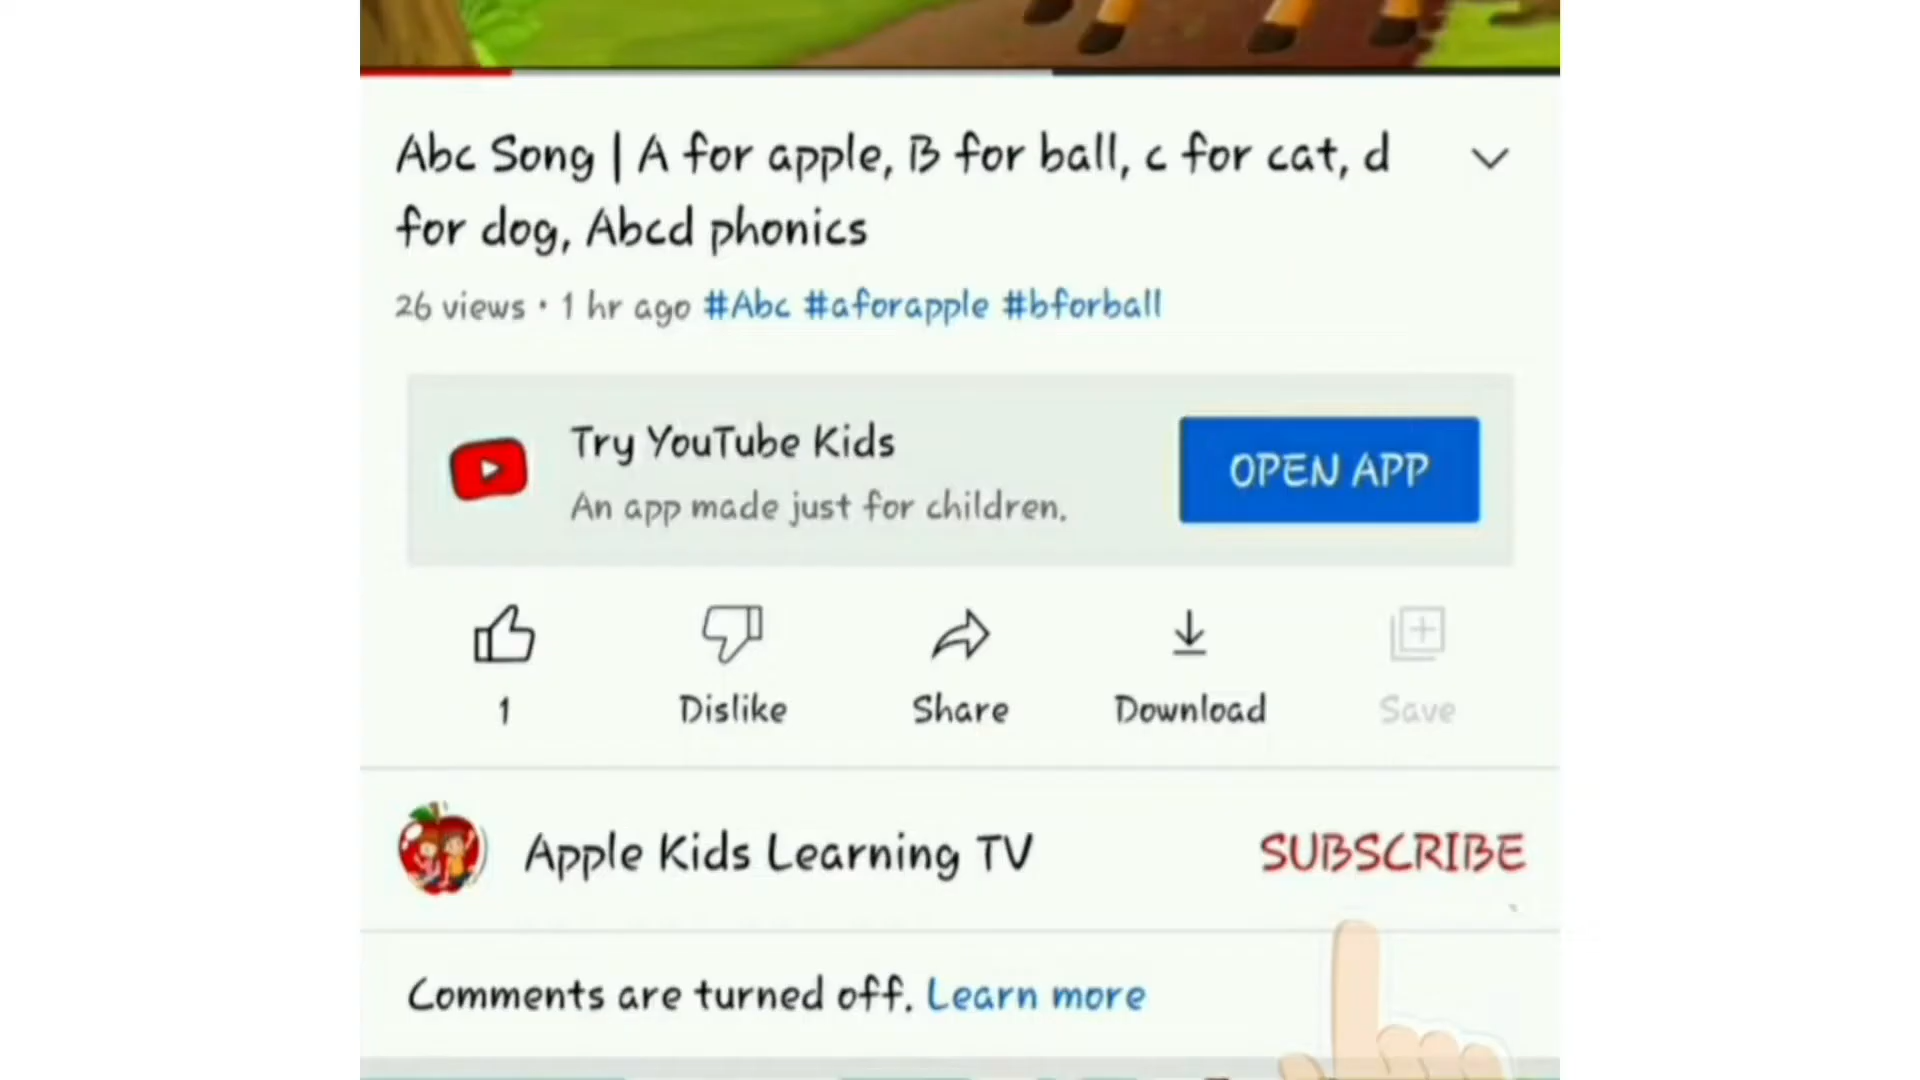 Abc Song | A for apple, B for ball, c for cat, d
for dog, Abcd phonics
26 views • 1 hr ago #Abc #aforapple #bforball
Try YouTube Kids
An app made just for children.
OPEN APP
1 Dislike Share Download Save
Apple Kids Learning TV SUBSCRIBE
Comments are turned off. Learn more